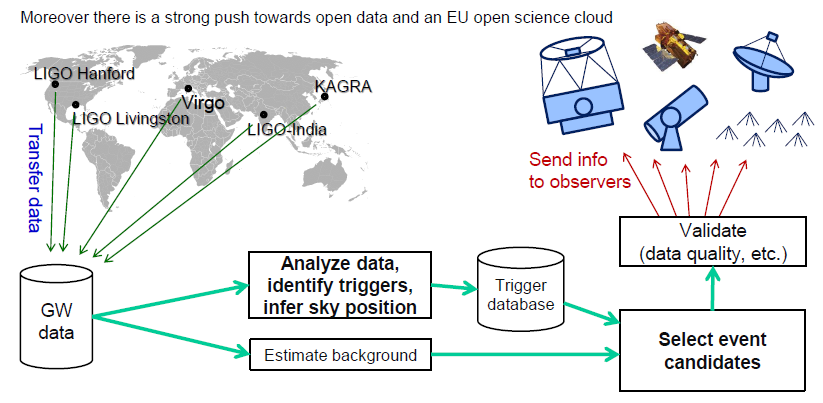 Moreover there is a strong push towards open data and an EU open science cloud
LIGO Hanford
KAGRA
Virgo
LIGO Livingston
LIGO-India
Transfer data
Send info
to observers
Validate
(data quality, etc.)
Analyze data,
identify triggers,
infer sky position
Trigger
database
GW
data
Estimate background
Select event
candidates